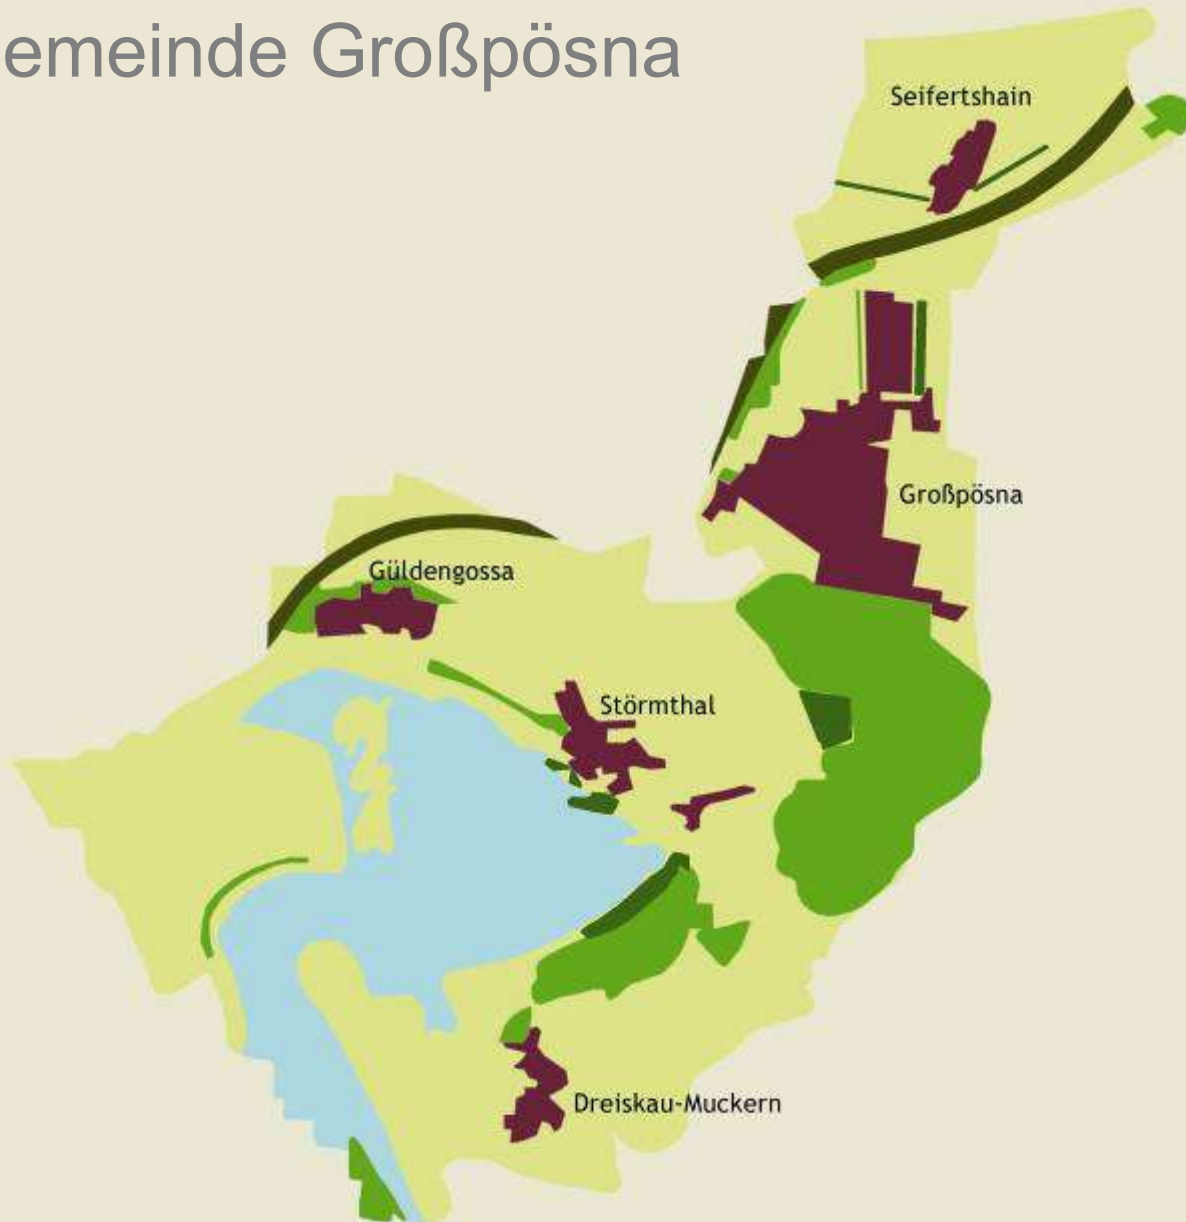 emeinde Großpösna
Seifertshain
Großpösna
Güldengossa
Störmthal
Dreiskau-Muckern